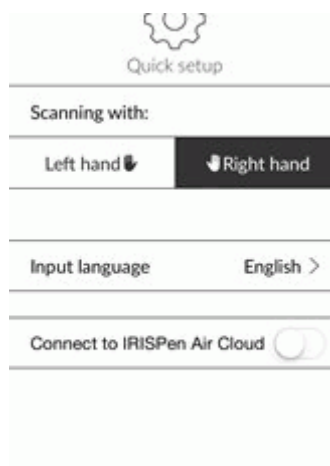 Quick setup
Scanning with:
Left hand Right hand
Input language English >
Connect to IRISPen Air Cloud